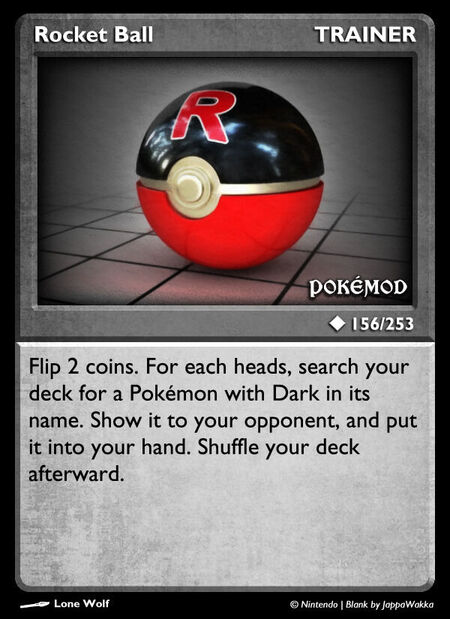 Rocket Ball TRAINER
R
POKÉMOD
◆ 156/253
Flip 2 coins. For each heads, search your
deck for a Pokémon with Dark in its
name. Show it to your opponent, and put
it into your hand. Shuffle your deck
afterward.
Lone Wolf © Nintendo | Blank by JappaWakka